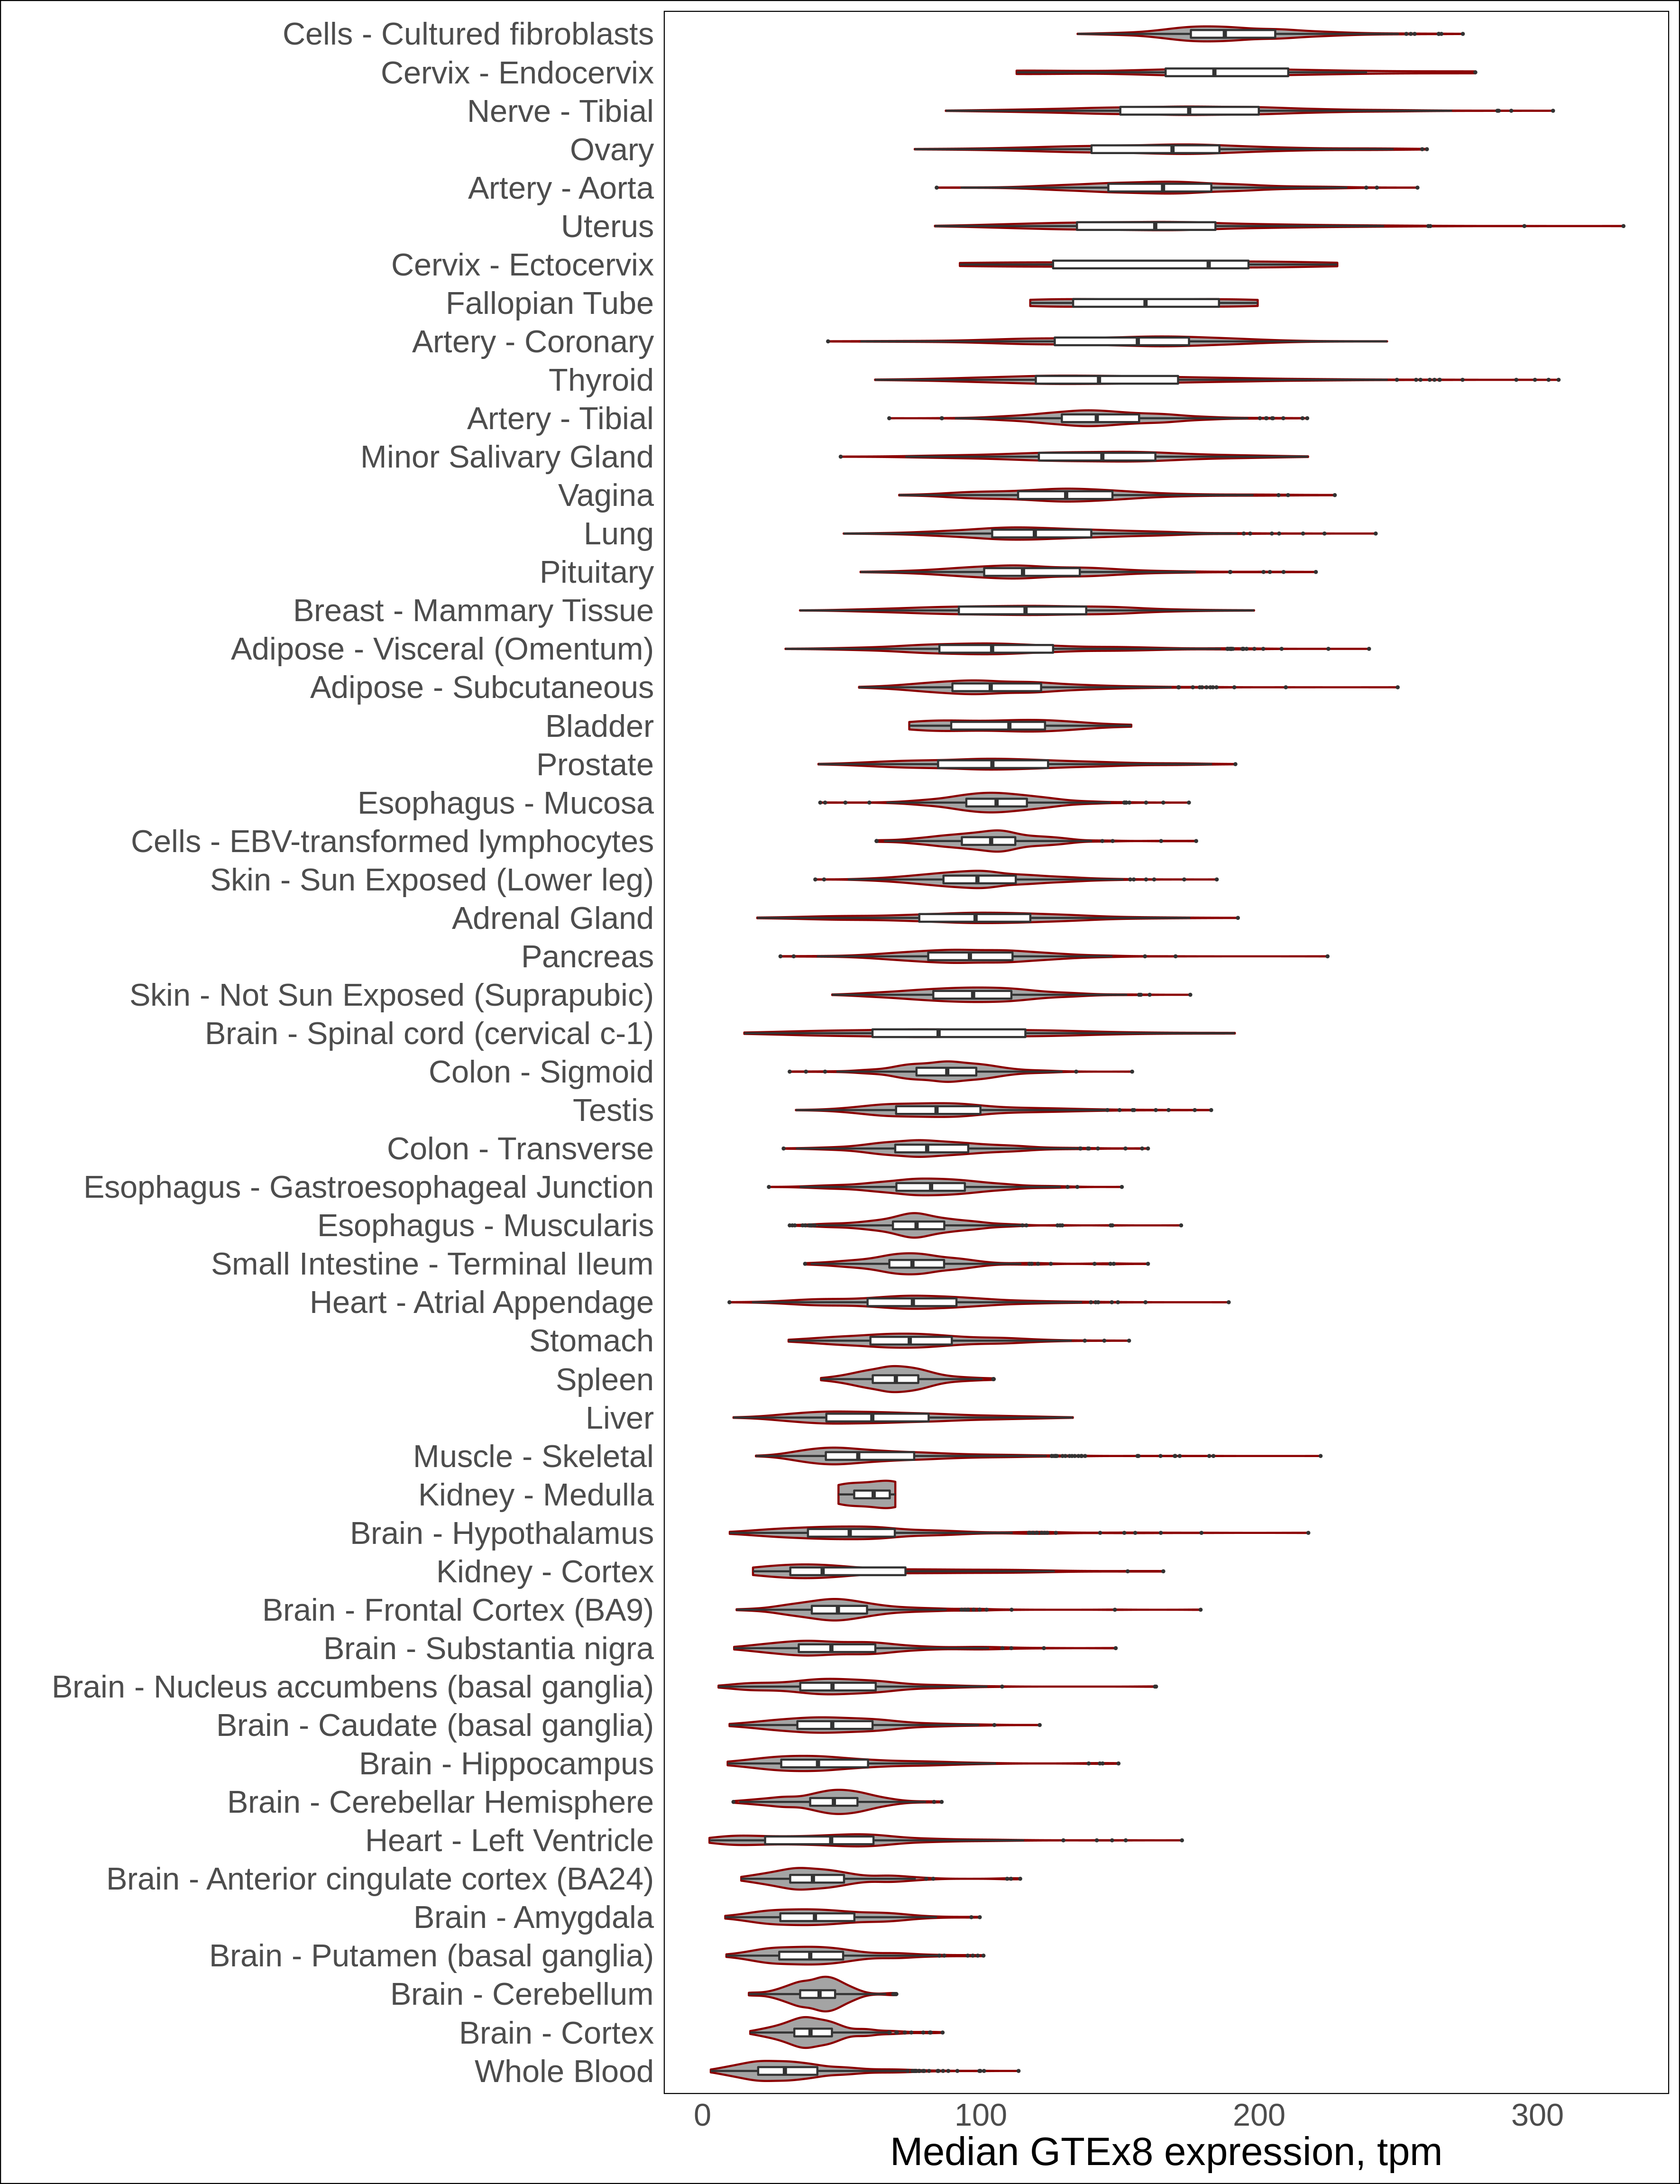 Cells - Cultured fibroblasts
Cervix - Endocervix
Nerve - Tibial
Ovary
Artery - Aorta
Uterus
Cervix - Ectocervix
Fallopian Tube
Artery - Coronary
Thyroid
Artery - Tibial
Minor Salivary Gland
Vagina
Lung
Pituitary
Breast - Mammary Tissue
Adipose - Visceral (Omentum)
Adipose - Subcutaneous
Bladder
Prostate
Esophagus - Mucosa
Cells - EBV-transformed lymphocytes
Skin - Sun Exposed (Lower leg)
Adrenal Gland
Pancreas
Skin - Not Sun Exposed (Suprapubic)
Brain - Spinal cord (cervical c-1)
Colon - Sigmoid
Testis
Colon - Transverse
Esophagus - Gastroesophageal Junction
Esophagus - Muscularis
Small Intestine - Terminal Ileum
Heart - Atrial Appendage
Stomach
Spleen
Liver
Muscle - Skeletal
Kidney - Medulla
Brain - Hypothalamus
Kidney - Cortex
Brain - Frontal Cortex (BA9)
Brain - Substantia nigra
Brain - Nucleus accumbens (basal ganglia)
Brain - Caudate (basal ganglia)
Brain - Hippocampus
Brain - Cerebellar Hemisphere
Heart - Left Ventricle
Brain - Anterior cingulate cortex (BA24)
Brain - Amygdala
Brain - Putamen (basal ganglia)
Brain - Cerebellum
Brain - Cortex
Whole Blood
0 100 200 300
Median GTEx8 expression, tpm